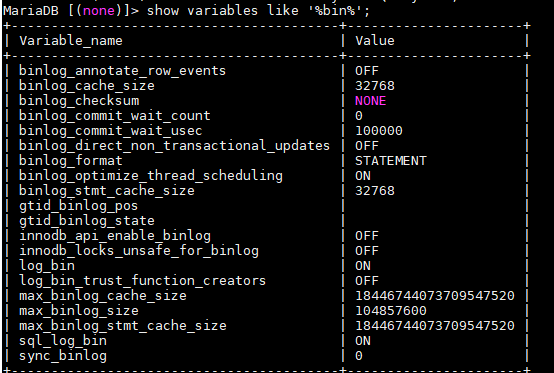 MariaDB [(none)]> show variables like '%bin%';
+-----------------------------------------+----------------------+
| Variable_name                           | Value                |
+-----------------------------------------+----------------------+
| binlog_annotate_row_events              | OFF                  |
| binlog_cache_size                       | 32768                |
| binlog_checksum                         | NONE                 |
| binlog_commit_wait_count                | 0                    |
| binlog_commit_wait_usec                 | 100000               |
| binlog_direct_non_transactional_updates | OFF                  |
| binlog_format                           | STATEMENT            |
| binlog_optimize_thread_scheduling       | ON                   |
| binlog_stmt_cache_size                  | 32768                |
| gtid_binlog_pos                         |                      |
| gtid_binlog_state                       |                      |
| innodb_api_enable_binlog                | OFF                  |
| innodb_locks_unsafe_for_binlog          | OFF                  |
| log_bin                                 | ON                   |
| log_bin_trust_function_creators         | OFF                  |
| max_binlog_cache_size                   | 18446744073709547520 |
| max_binlog_size                         | 104857600            |
| max_binlog_stmt_cache_size              | 18446744073709547520 |
| sql_log_bin                             | ON                   |
| sync_binlog                             | 0                    |
+-----------------------------------------+----------------------+